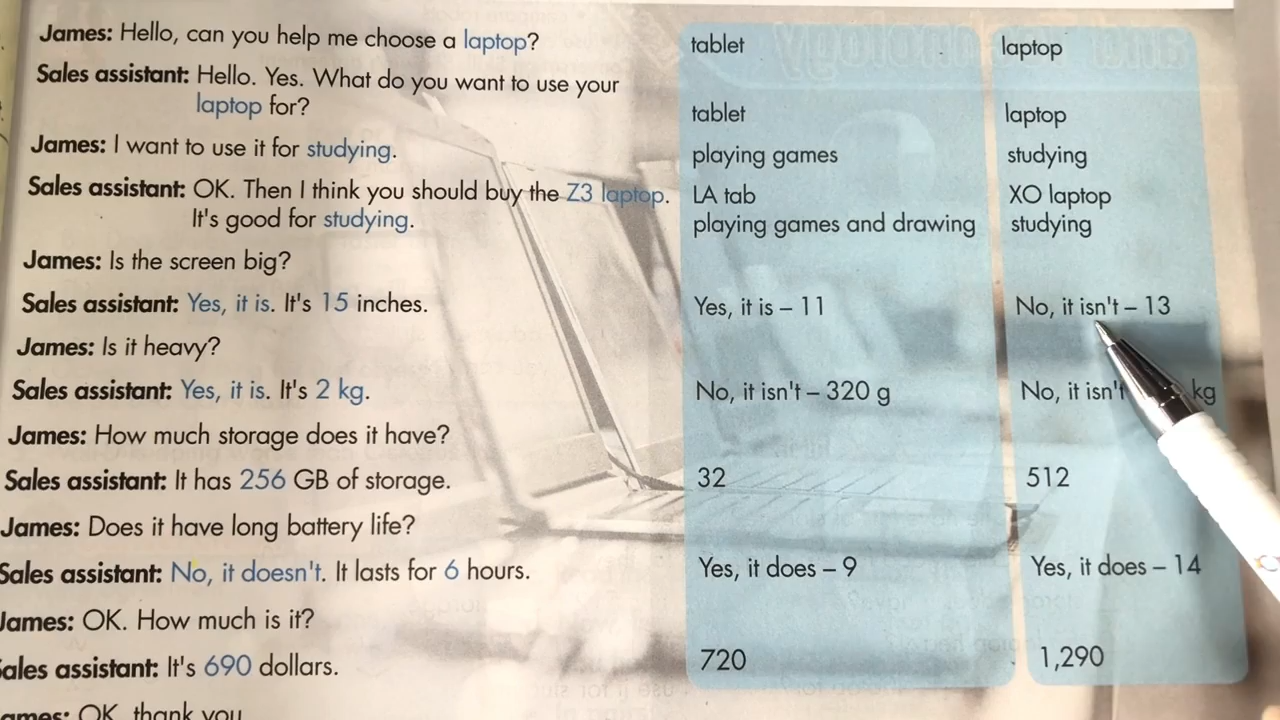 James: Hello, can you help me choose a laptop?
Sales assistant: Hello. Yes. What do you want to use your
laptop for?
James: I want to use it for studying.
Sales assistant: OK. Then I think you should buy the Z3 laptop.
It's good for studying.
James: Is the screen big?
Sales assistant: Yes, it is. It's 15 inches.
James: Is it heavy?
Sales assistant: Yes, it is. It's 2 kg.
James: How much storage does it have?
Sales assistant: It has 256 GB of storage.
James: Does it have long battery life?
Sales assistant: No, it doesn't. It lasts for 6 hours.
James: OK. How much is it?
Sales assistant: It's 690 dollars.
James: OK, thank you
tablet
tablet
playing games
LA tab
playing games and drawing
Yes, it is – 11
No, it isn't – 320 g
32
Yes, it does – 9
720
laptop
laptop
studying
XO laptop
studying
No, it isn't – 13
No, it isn't kg
512
Yes, it does – 14
1,290